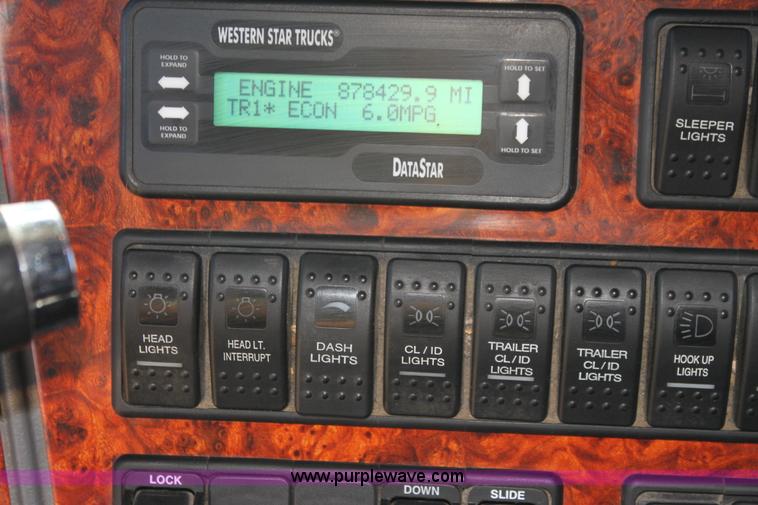 WESTERN STAR TRUCKS®
HOLD TO
EXPAND
HOLD TO SET
ENGINE 878429.9 MI
TR1* ECON 6.0MPG
HOLD TO
EXPAND
HOLD TO SET
DATASTAR
SLEEPER
LIGHTS
HEAD
LIGHTS
HEAD LT.
INTERRUPT
DASH
LIGHTS
CL/ID
LIGHTS
TRAILER
CL/ID
LIGHTS
TRAILER
CL/ID
LIGHTS
HOOK UP
LIGHTS
www.purplewave.com
LOCK
DOWN
SLIDE